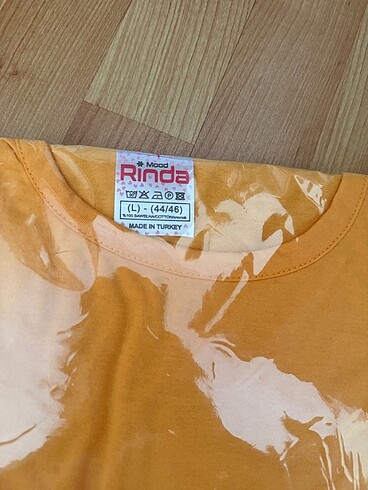 Mood
Rinda
(L) - (44/46)
MADE IN TURKEY